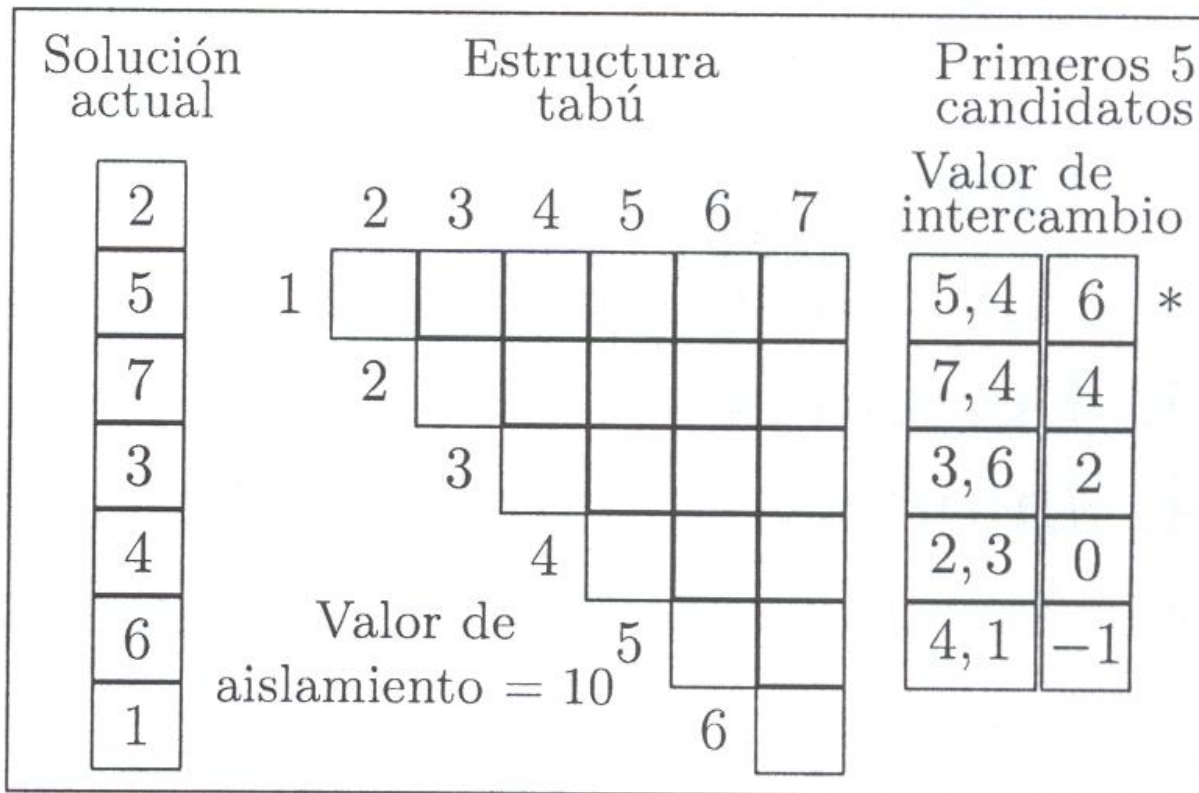 Solución
actual
2
5
7
3
4
6
1
Estructura
tabú
2 3 4 5 6 7
1
2
3
4
5
6
Valor de
aislamiento = 10
Primeros 5
candidatos
Valor de
intercambio
5, 4 6 *
7, 4 4
3, 6 2
2, 3 0
4, 1 −1